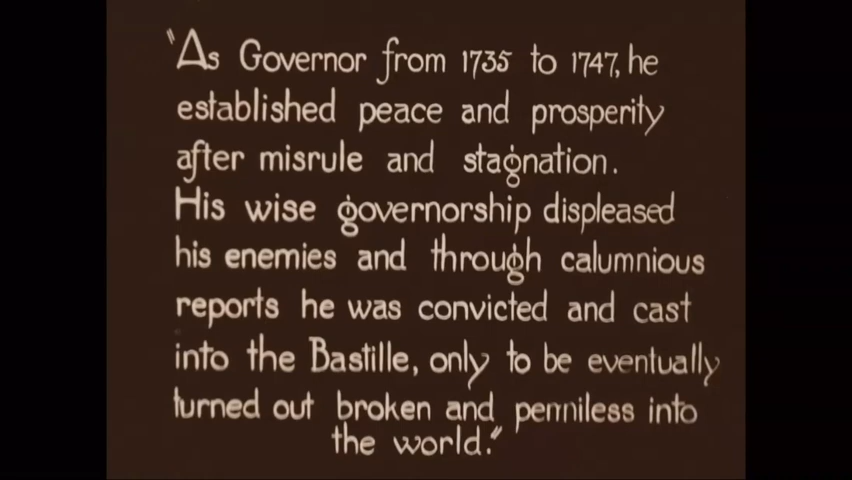 "As Governor from 1735 to 1747, he
established peace and prosperity
after misrule and stagnation.
His wise governorship displeased
his enemies and through calumnious
reports he was convicted and cast
into the Bastille, only to be eventually
turned out broken and penniless into
the world."